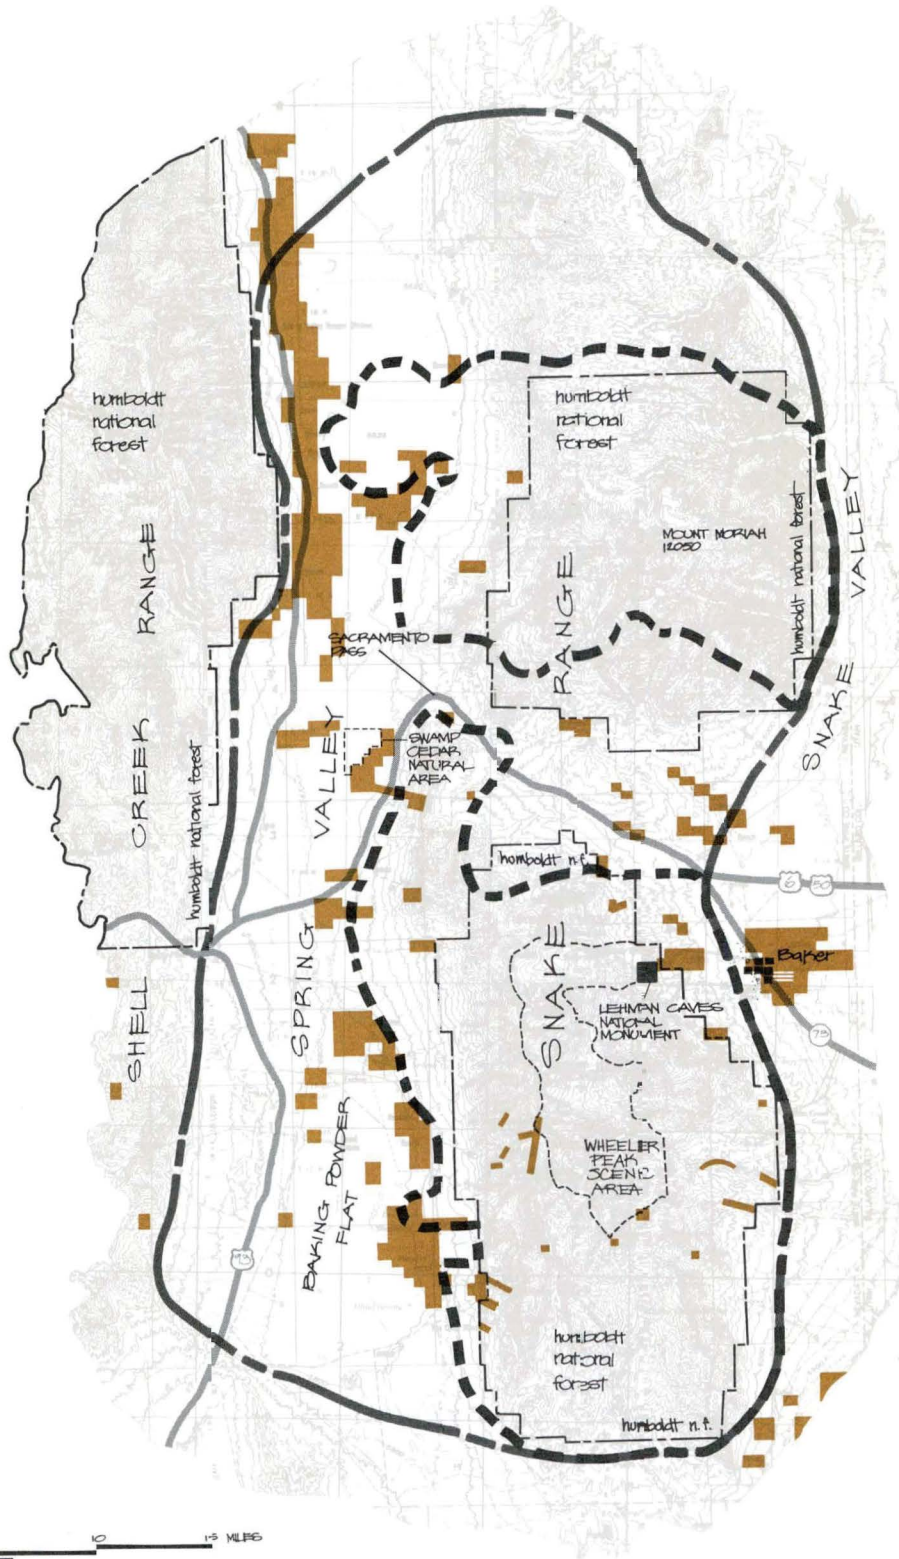 humboldt
national
forest
humboldt
national
forest
MOUNT MORIAH
12050
humboldt national forest
SNAKE VALLEY
SNAKE RANGE
SACRAMENTO
PASS
SWAMP
CEDAR
NATURAL
AREA
SHELL CREEK RANGE
humboldt national forest
SPRING VALLEY
humboldt n.f.
6
50
Baker
LEHMAN CAVES
NATIONAL
MONUMENT
73
WHEELER
PEAK
SCENIC
AREA
BAKING POWDER
FLAT
93
humboldt
national
forest
humboldt n.f.
10
15 MILES